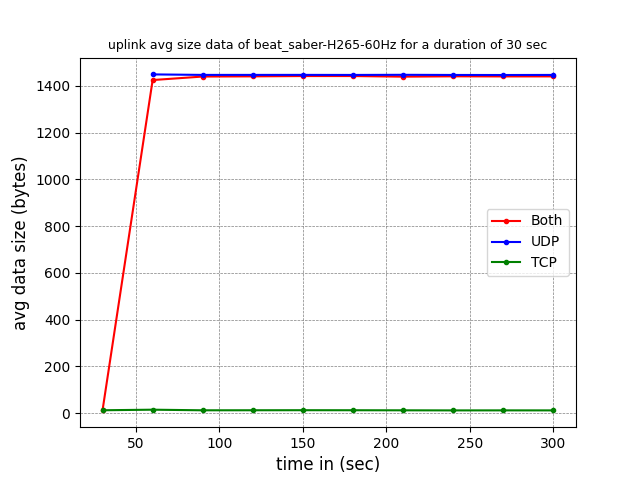 uplink avg size data of beat_saber-H265-60Hz for a duration of 30 sec
avg data size (bytes)
1400
1200
1000
800
600
400
200
0
Both
UDP
TCP
50 100 150 200 250 300
time in (sec)